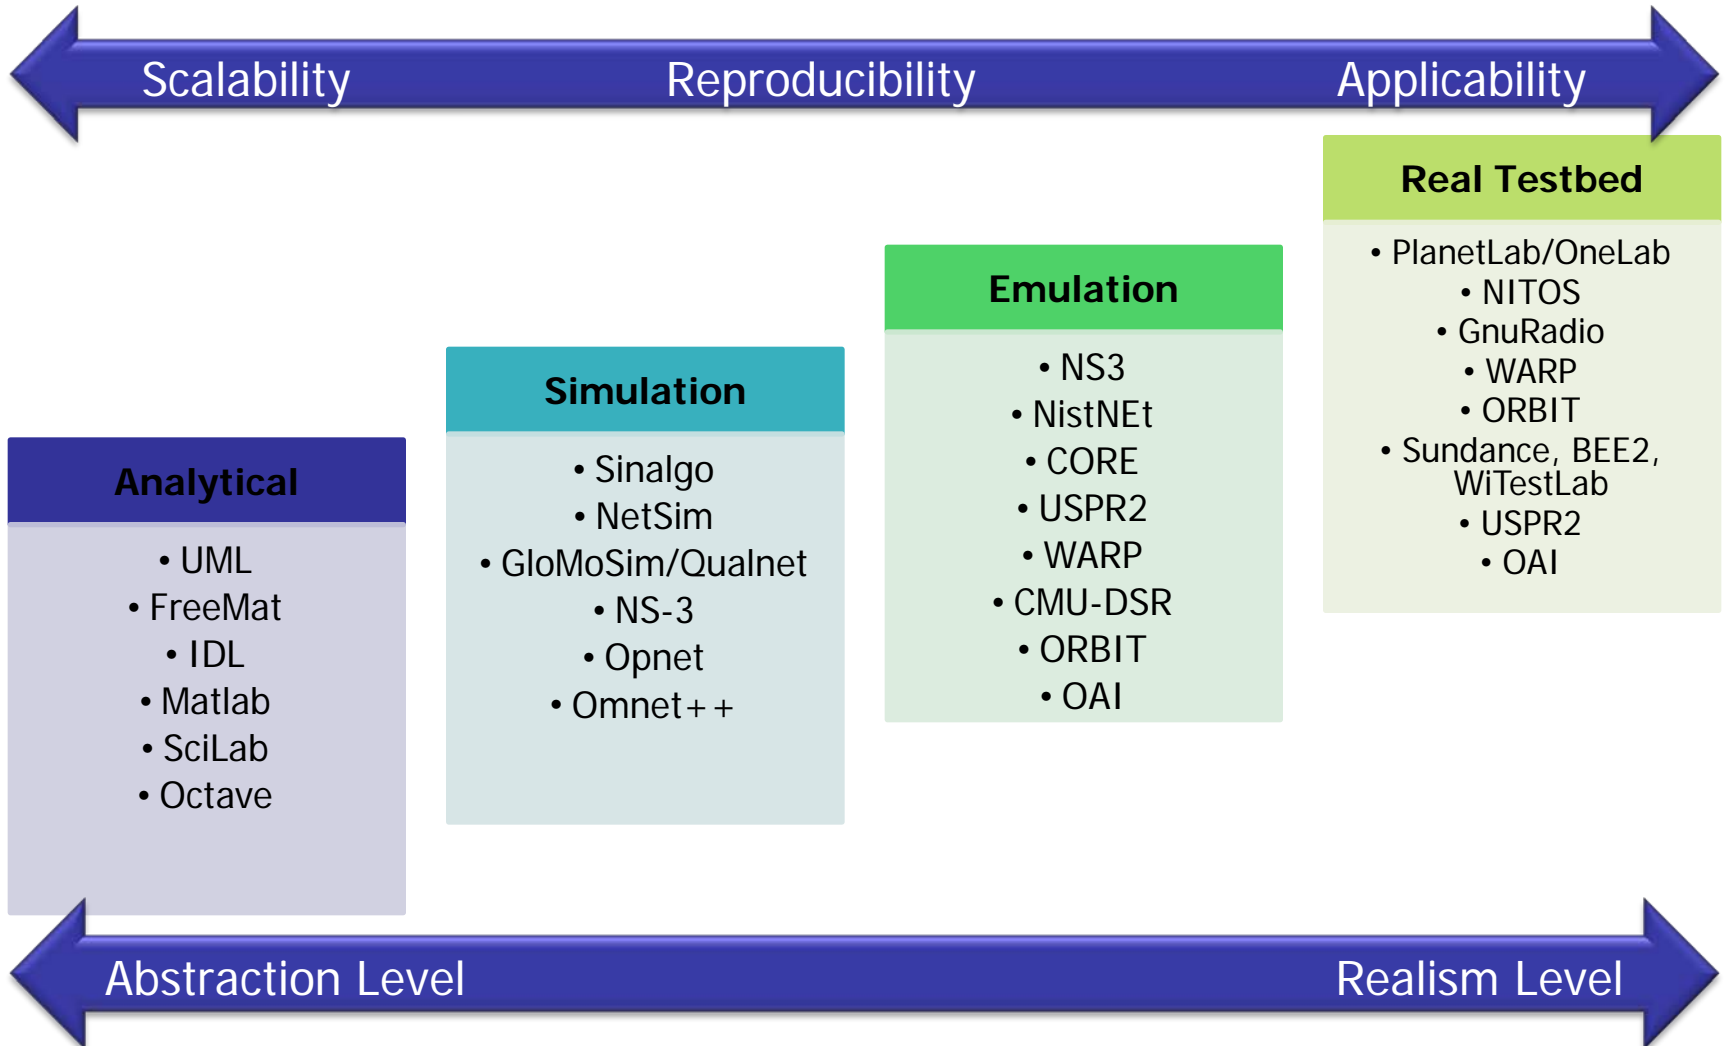 Scalability Reproducibility Applicability
Analytical
• UML
• FreeMat
• IDL
• Matlab
• SciLab
• Octave
Simulation
• Sinalgo
• NetSim
• GloMoSim/Qualnet
• NS-3
• Opnet
• Omnet++
Emulation
• NS3
• NistNEt
• CORE
• USPR2
• WARP
• CMU-DSR
• ORBIT
• OAI
Real Testbed
• PlanetLab/OneLab
• NITOS
• GnuRadio
• WARP
• ORBIT
• Sundance, BEE2,
WiTestLab
• USPR2
• OAI
Abstraction Level Realism Level